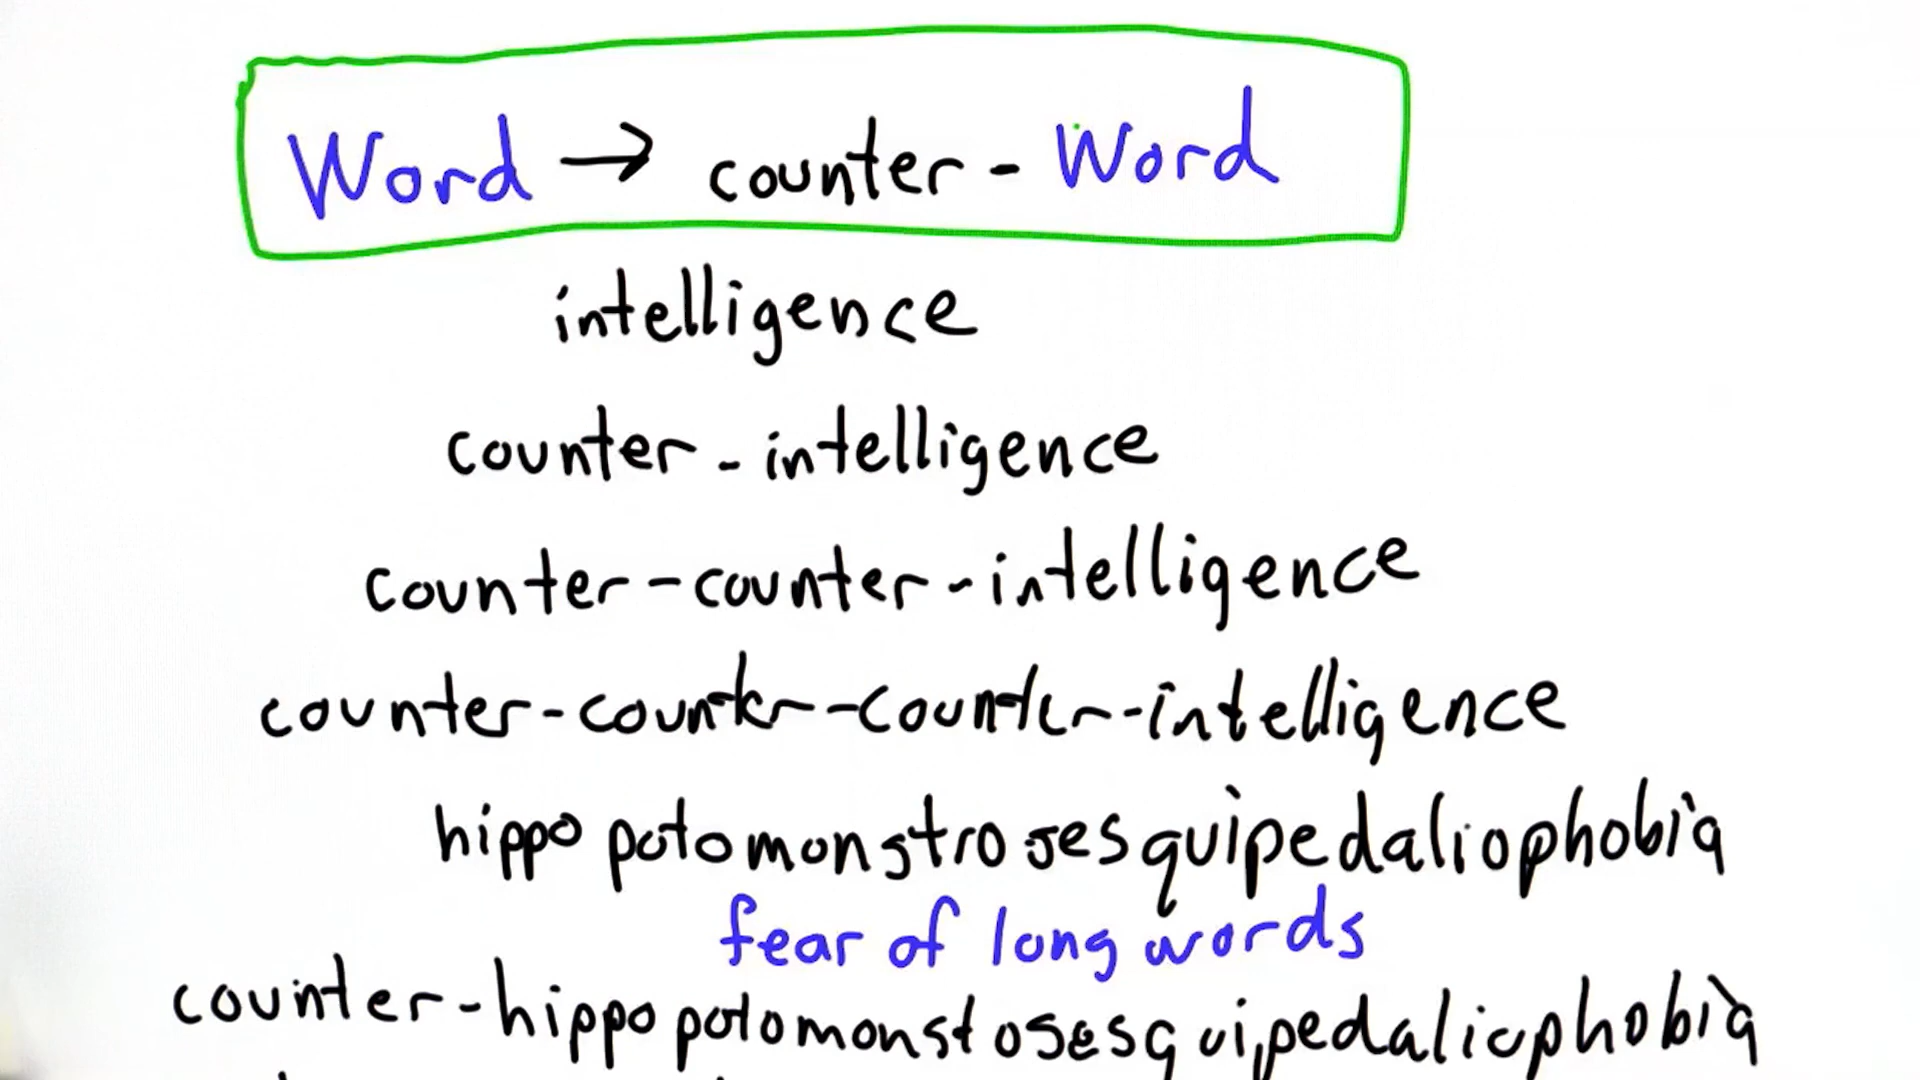 Word → counter - Word
intelligence
counter - intelligence
counter-counter-intelligence
counter-counter-counter-intelligence
hippopotomonstrosesquipedaliophobia
fear of long words
counter-hippopotomonstosesquipedaliophobia